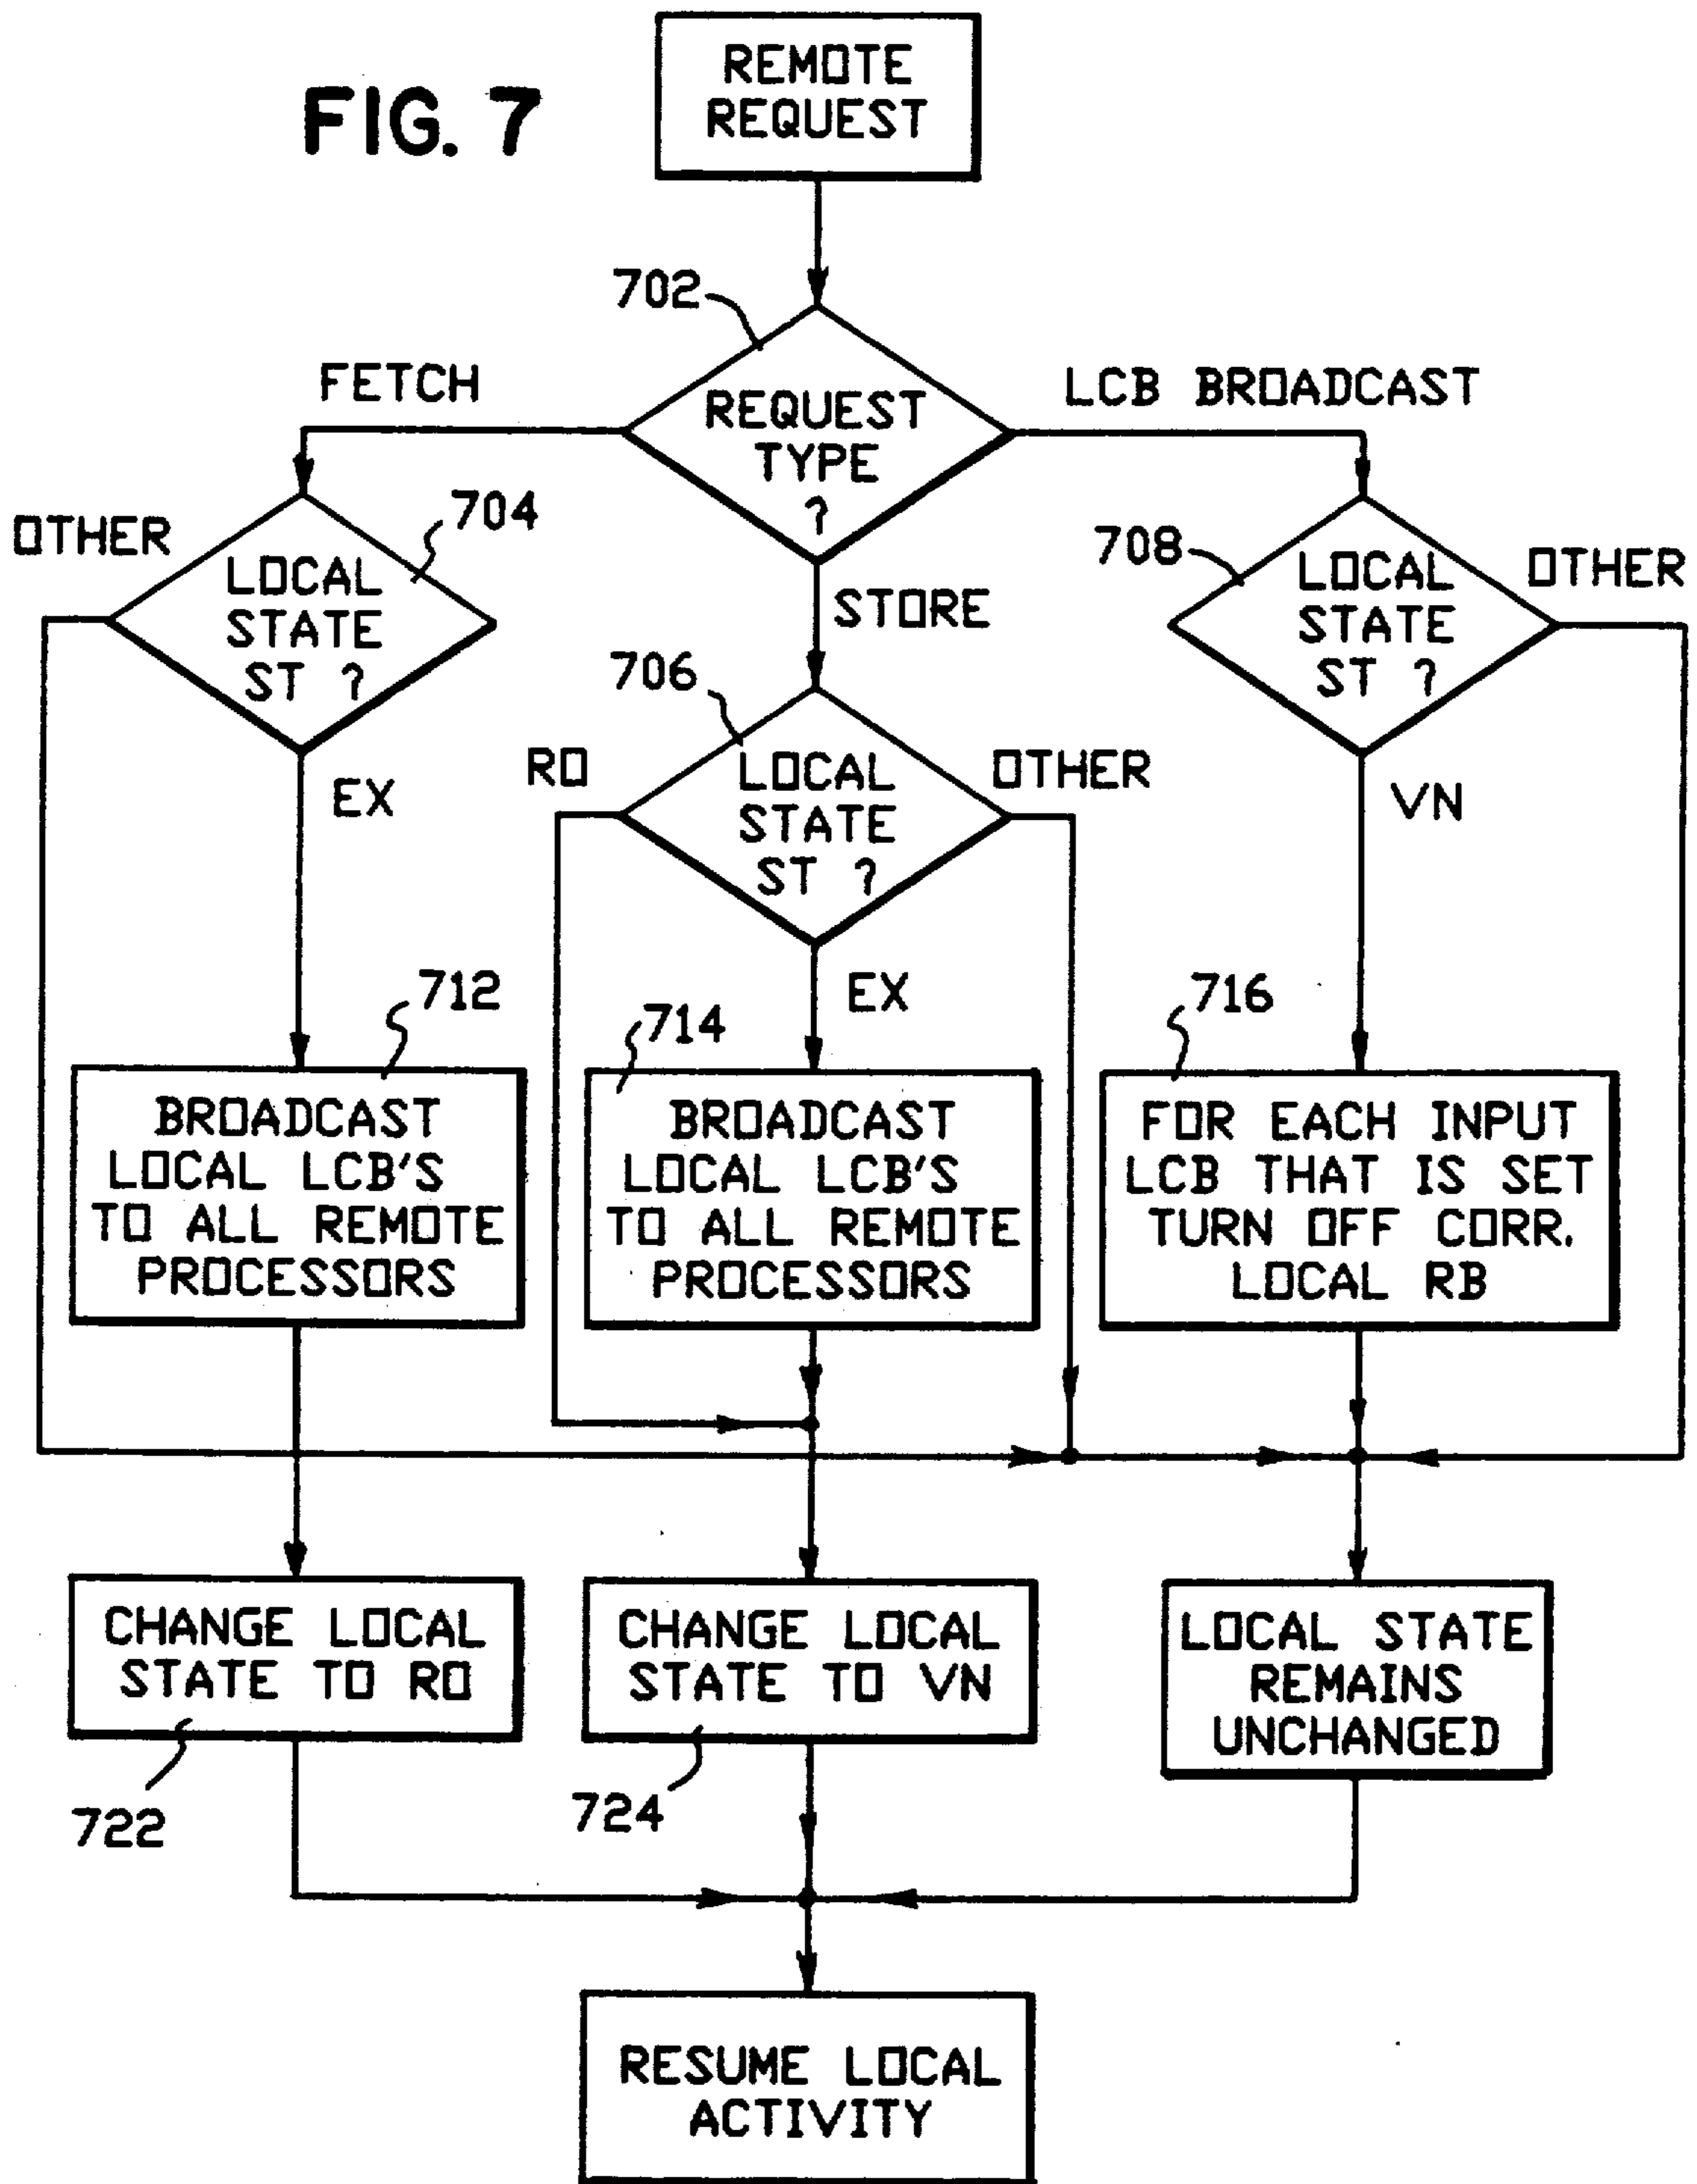 FIG. 7
REMOTE
REQUEST
702
FETCH
REQUEST
TYPE
?
LCB BROADCAST
OTHER
704
LOCAL
STATE
ST ?
STORE
708
LOCAL
STATE
ST ?
OTHER
706
RO
LOCAL
STATE
ST ?
OTHER
EX
VN
EX
712
714
716
BROADCAST
LOCAL LCB'S
TO ALL REMOTE
PROCESSORS
BROADCAST
LOCAL LCB'S
TO ALL REMOTE
PROCESSORS
FOR EACH INPUT
LCB THAT IS SET
TURN OFF CORR.
LOCAL RB
CHANGE LOCAL
STATE TO RO
CHANGE LOCAL
STATE TO VN
LOCAL STATE
REMAINS
UNCHANGED
722
724
RESUME LOCAL
ACTIVITY